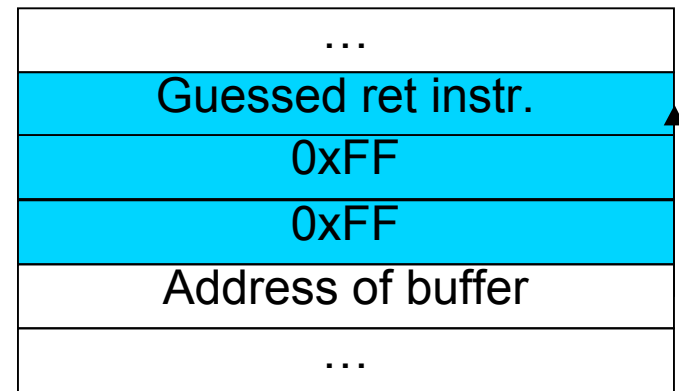 …
Guessed ret instr.
0xFF
0xFF
Address of buffer
…